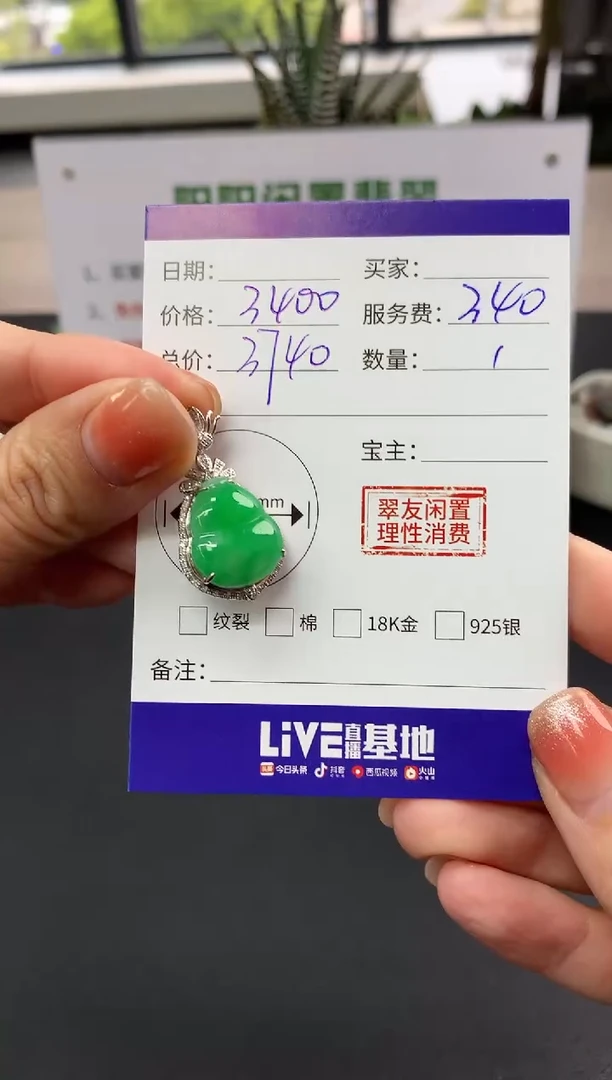 日期：
买家：
价格： 3400
服务费： 340
总价： 3740
数量： 1
宝主：
mm
翠友闲置
理性消费
纹裂
棉
18K金
925银
备注：
LiVE直播基地
今日头条
抖音
西瓜视频
火山